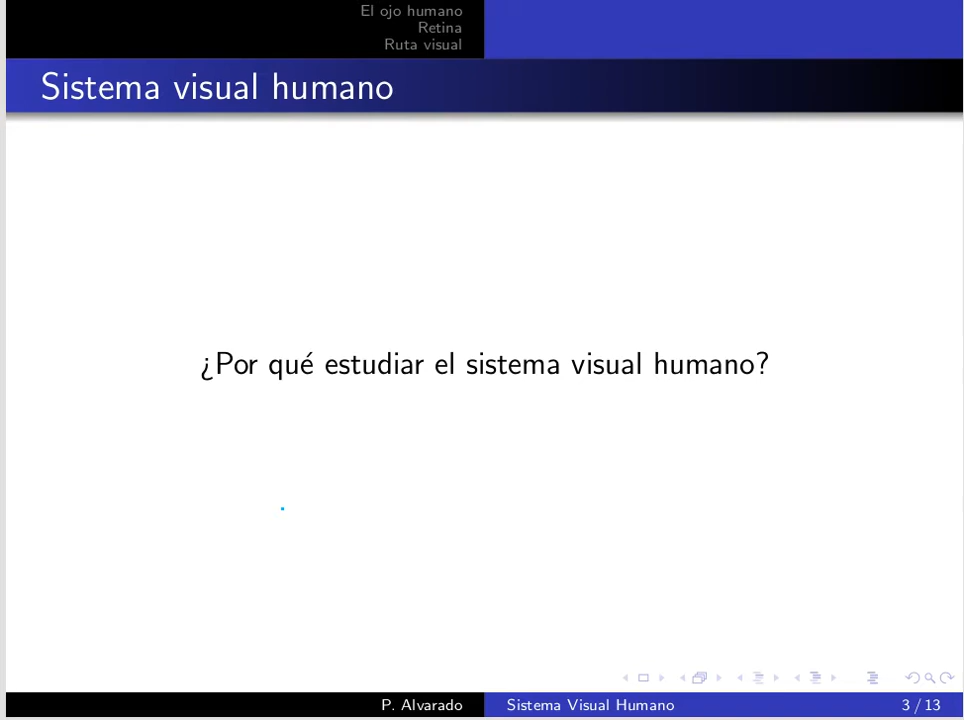 El ojo humano
Retina
Ruta visual
Sistema visual humano
¿Por qué estudiar el sistema visual humano?
P. Alvarado
Sistema Visual Humano
3 / 13